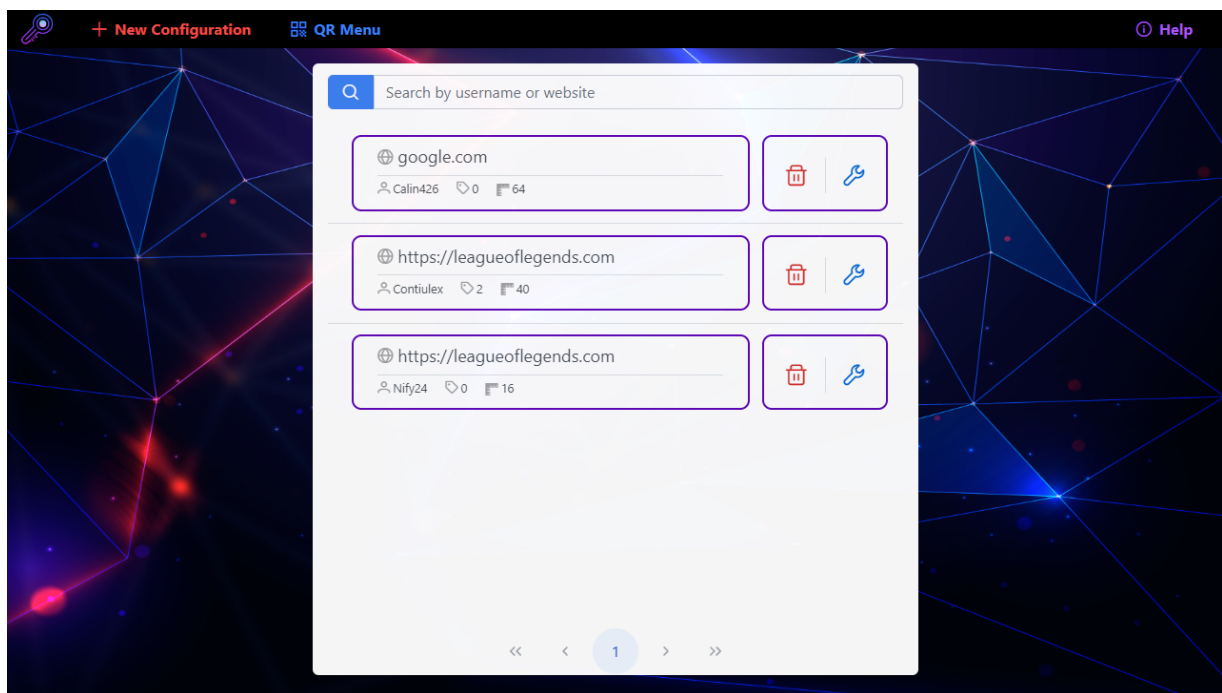 New Configuration QR Menu Help
Search by username or website
google.com
Calin426 0 64
https://leagueoflegends.com
Contiulex 2 40
https://leagueoflegends.com
Nify24 0 16
« ‹ 1 › »